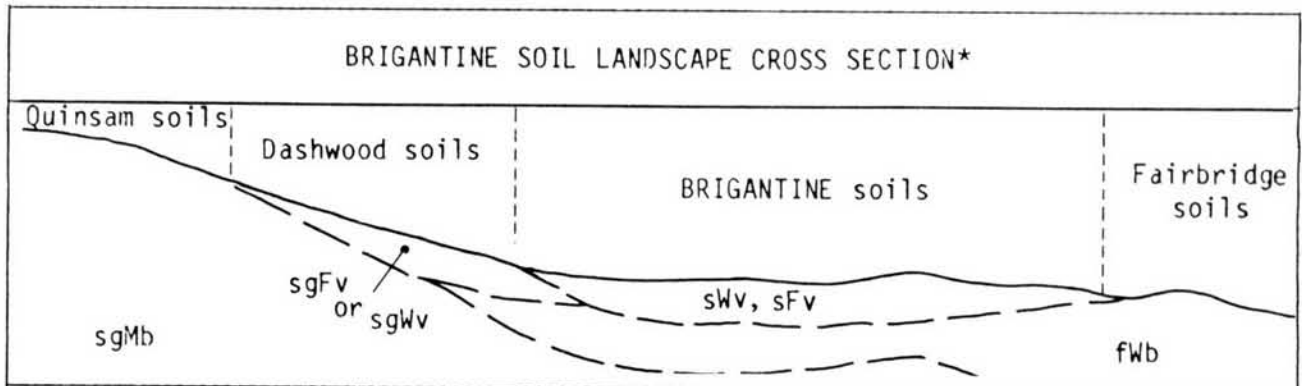 BRIGANTINE SOIL LANDSCAPE CROSS SECTION*
Quinsam soils
Dashwood soils
BRIGANTINE soils
Fairbridge
soils
sgFv
or sgWv
sWv, sFv
sgMb
fWb